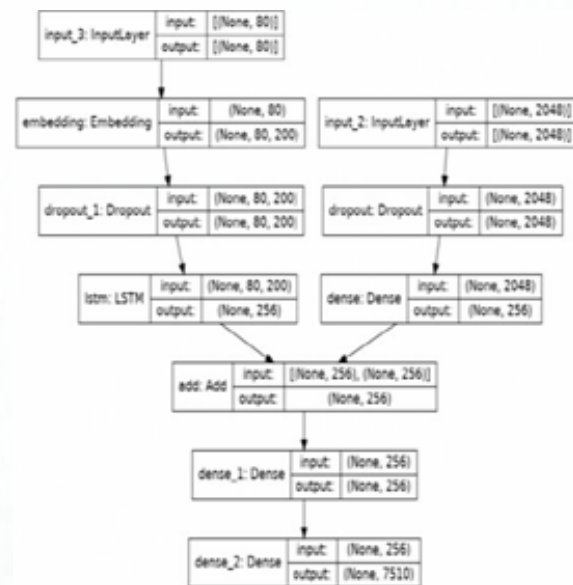 input_3: InputLayer
input: [(None, 80)]
output: [(None, 80)]
embedding: Embedding
input: (None, 80)
output: (None, 80, 200)
input_2: InputLayer
input: [(None, 2048)]
output: [(None, 2048)]
dropout_1: Dropout
input: (None, 80, 200)
output: (None, 80, 200)
dropout: Dropout
input: (None, 2048)
output: (None, 2048)
lstm: LSTM
input: (None, 80, 200)
output: (None, 256)
dense: Dense
input: (None, 2048)
output: (None, 256)
add: Add
input: [(None, 256), (None, 256)]
output: (None, 256)
dense_1: Dense
input: (None, 256)
output: (None, 256)
dense_2: Dense
input: (None, 256)
output: (None, 7510)